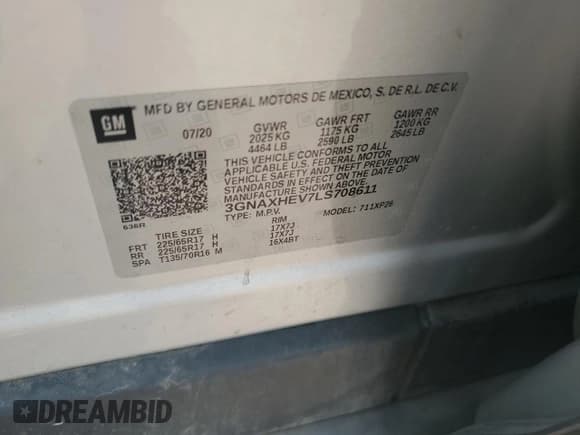 GM
MFD BY GENERAL MOTORS DE MEXICO, S. DE R.L. DE C.V.
07/20 GVWR GAWR FRT GAWR RR
2025 KG 1175 KG 1200 KG
4464 LB 2590 LB 2645 LB
THIS VEHICLE CONFORMS TO ALL
APPLICABLE U.S. FEDERAL MOTOR
VEHICLE SAFETY AND THEFT PREVENTION
STANDARDS IN EFFECT ON THE DATE OF
MANUFACTURE SHOWN ABOVE.
3GNAXHEV7LS708611
TYPE: M.P.V. MODEL: 711XP26
636R
TIRE SIZE RIM
FRT 225/65R17 H 17X7J
RR 225/65R17 H 17X7J
SPA T135/70R16 M 16X4BT
DREAMBID